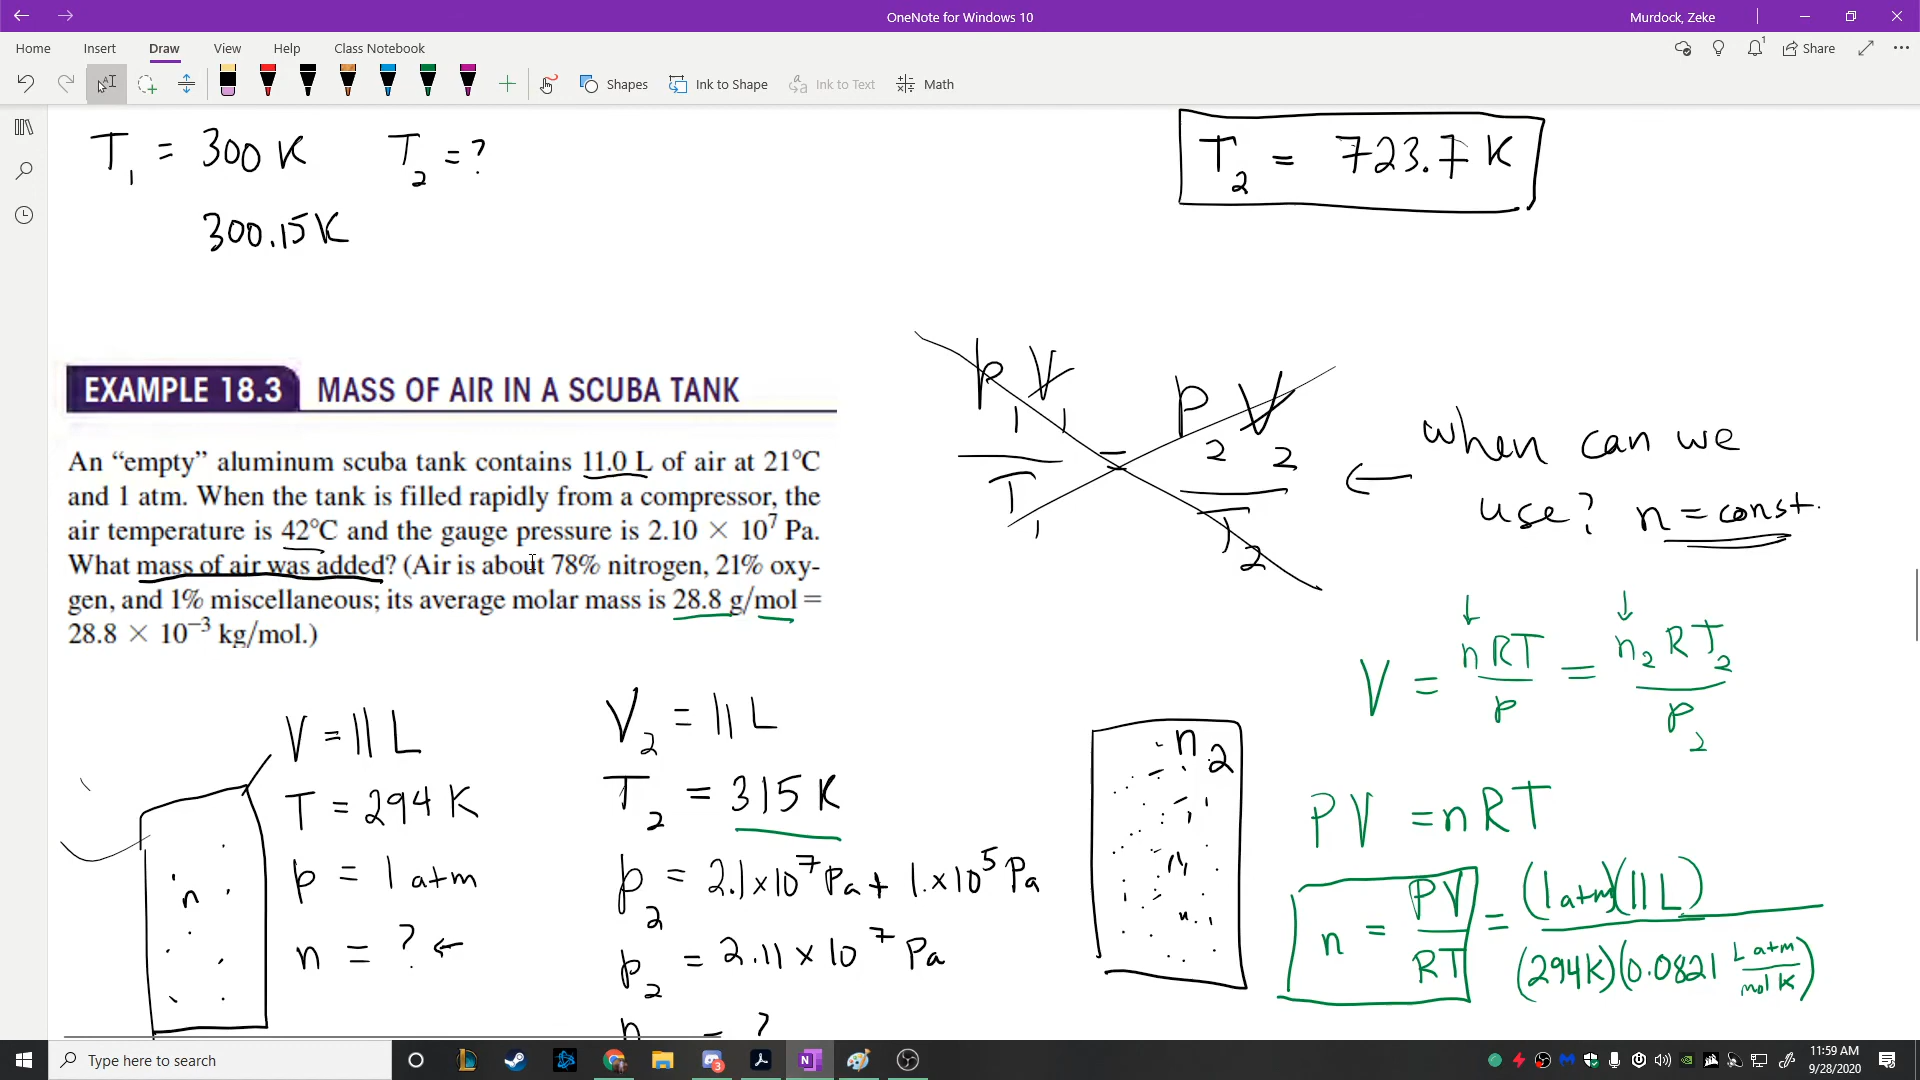 OneNote for Windows 10
Murdock, Zeke
Home Insert Draw View Help Class Notebook
Share
Shapes Ink to Shape Ink to Text Math
T1 = 300 K T2 = ?
300.15 K
T2 = 723.7 K
EXAMPLE 18.3 MASS OF AIR IN A SCUBA TANK
An “empty” aluminum scuba tank contains 11.0 L of air at 21°C
and 1 atm. When the tank is filled rapidly from a compressor, the
air temperature is 42°C and the gauge pressure is 2.10 × 10⁷ Pa.
What mass of air was added? (Air is about 78% nitrogen, 21% oxy-
gen, and 1% miscellaneous; its average molar mass is 28.8 g/mol =
28.8 × 10⁻³ kg/mol.)
p1 V1 / T1 = p2 V2 / T2 ←
when can we
use? n = const.
V = nRT / p = n2 R T2 / p2
V = 11 L
T = 294 K
p = 1 atm
n = ? ←
n
V2 = 11 L
T2 = 315 K
p2 = 2.1×10⁷ Pa + 1.×10⁵ Pa
p2 = 2.11 × 10⁷ Pa
n = ?
n2
PV = nRT
n = PV / RT = (1 atm)(11 L) / (294K)(0.0821 L atm / mol K)
Type here to search
3
11:59 AM
9/28/2020